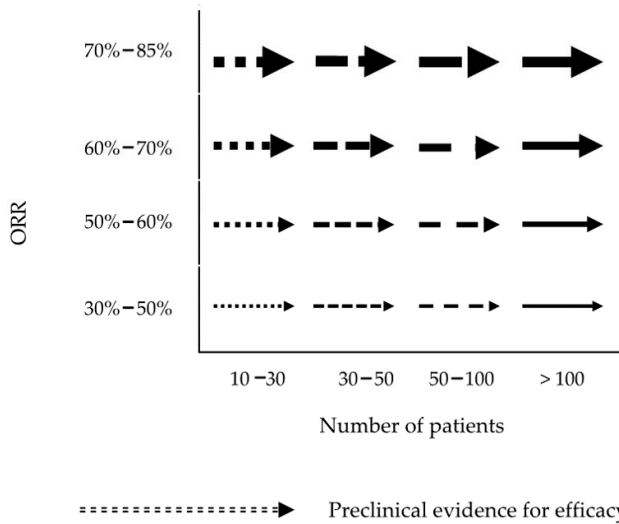 70%–85%
60%–70%
50%–60%
30%–50%
ORR
10–30 30–50 50–100 > 100
Number of patients
Preclinical evidence for efficacy